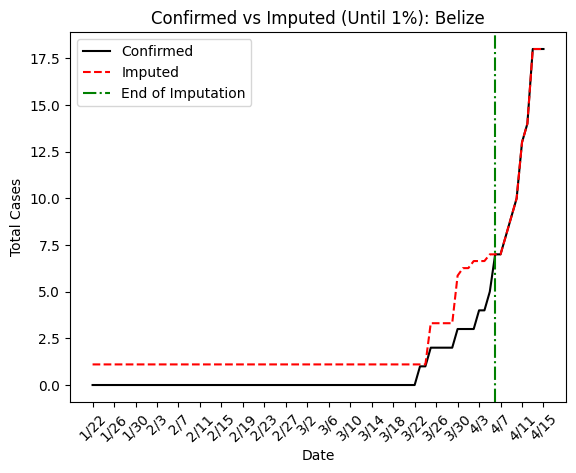 Confirmed vs Imputed (Until 1%): Belize
Confirmed
Imputed
End of Imputation
Total Cases
17.5
15.0
12.5
10.0
7.5
5.0
2.5
0.0
1/22 1/26 1/30 2/3 2/7 2/11 2/15 2/19 2/23 2/27 3/2 3/6 3/10 3/14 3/18 3/22 3/26 3/30 4/3 4/7 4/11 4/15
Date